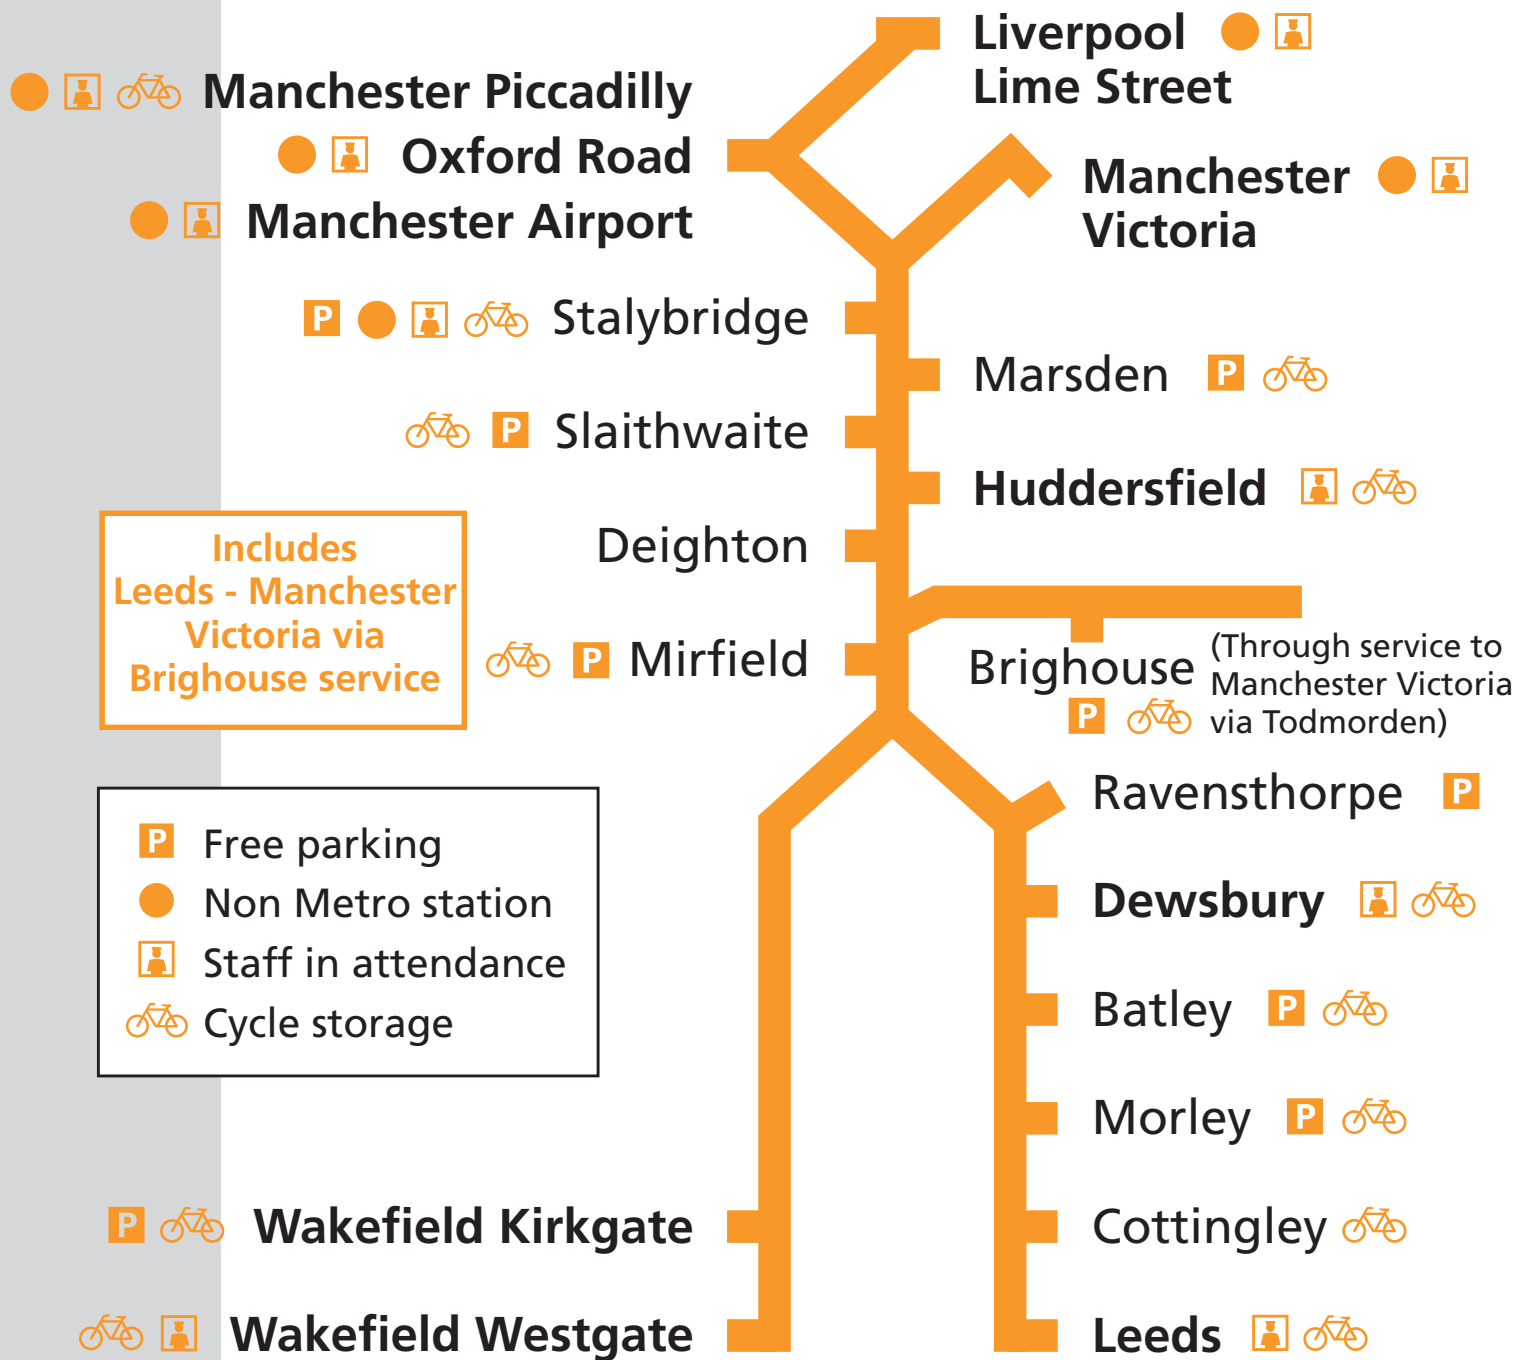 Liverpool
Lime Street
Manchester Piccadilly
Oxford Road
Manchester Airport
Manchester
Victoria
Stalybridge
P
Marsden
P
P
Slaithwaite
Huddersfield
Deighton
Includes
Leeds - Manchester
Victoria via
Brighouse service
P
Mirfield
Brighouse
P
(Through service to
Manchester Victoria
via Todmorden)
Ravensthorpe
P
P
Free parking
Non Metro station
Staff in attendance
Cycle storage
Dewsbury
Batley
P
Morley
P
P
Wakefield Kirkgate
Cottingley
Wakefield Westgate
Leeds